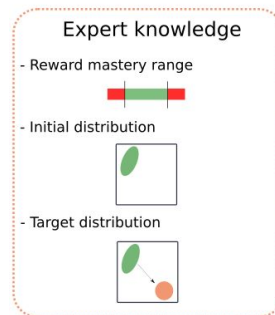 Expert knowledge
- Reward mastery range
- Initial distribution
- Target distribution